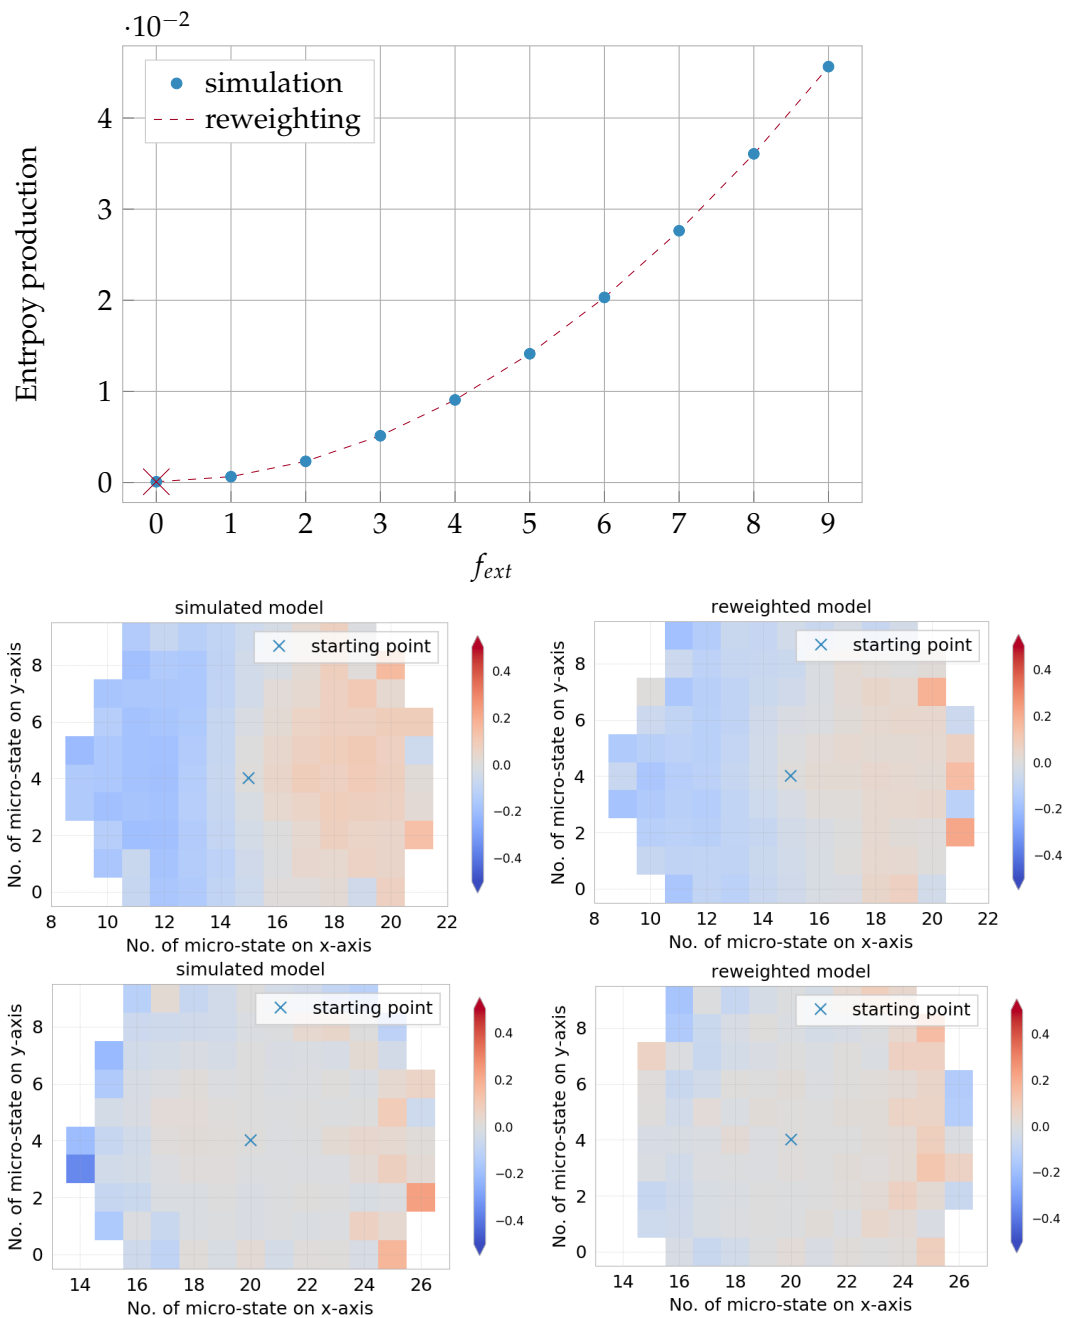 ·10−2
simulation
reweighting
4
3
2
1
0
Entrpoy production
0 1 2 3 4 5 6 7 8 9
fext
simulated model
starting point
8
6
4
2
0
No. of micro-state on y-axis
8 10 12 14 16 18 20 22
No. of micro-state on x-axis
0.4
0.2
0.0
−0.2
−0.4
reweighted model
starting point
8
6
4
2
0
No. of micro-state on y-axis
8 10 12 14 16 18 20 22
No. of micro-state on x-axis
0.4
0.2
0.0
−0.2
−0.4
simulated model
starting point
8
6
4
2
0
No. of micro-state on y-axis
14 16 18 20 22 24 26
No. of micro-state on x-axis
0.4
0.2
0.0
−0.2
−0.4
reweighted model
starting point
8
6
4
2
0
No. of micro-state on y-axis
14 16 18 20 22 24 26
No. of micro-state on x-axis
0.4
0.2
0.0
−0.2
−0.4